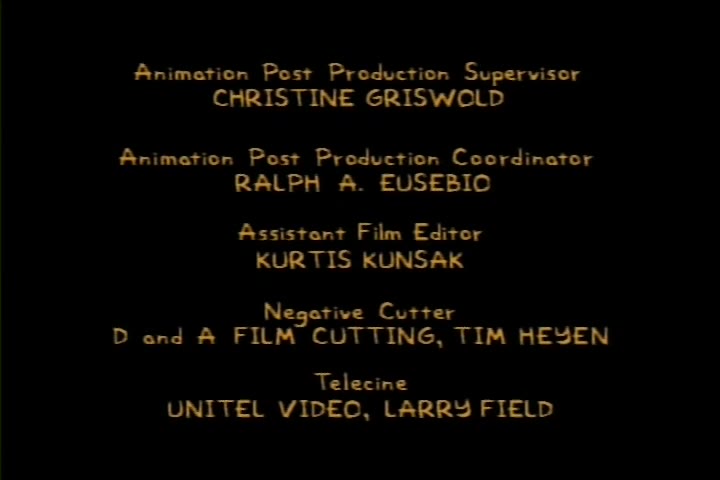 Animation Post Production Supervisor
CHRISTINE GRISWOLD
Animation Post Production Coordinator
RALPH A. EUSEBIO
Assistant Film Editor
KURTIS KUNSAK
Negative Cutter
D and A FILM CUTTING, TIM HEYEN
Telecine
UNITEL VIDEO, LARRY FIELD